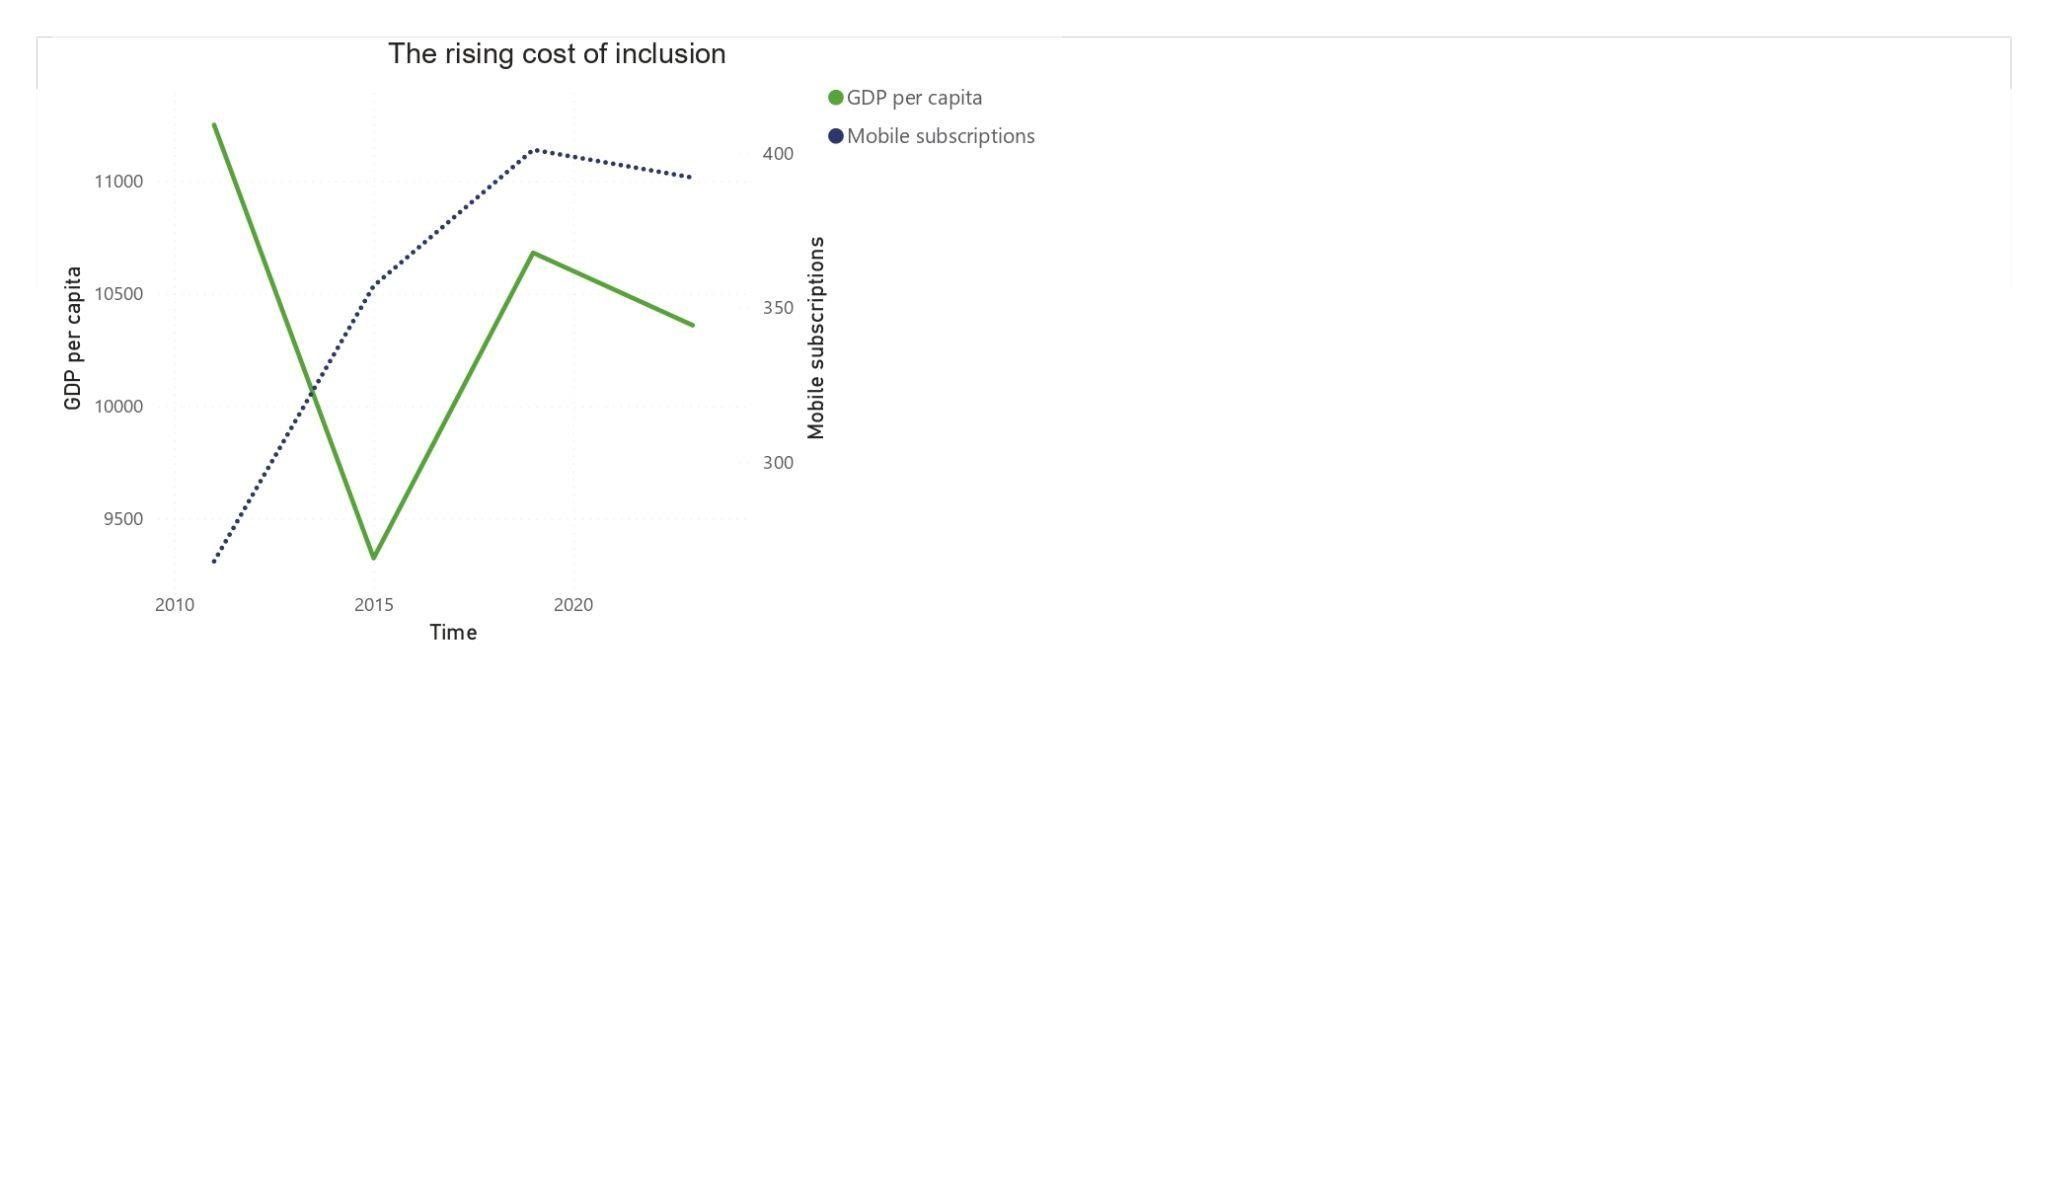 The rising cost of inclusion
GDP per capita
Mobile subscriptions
11000
10500
10000
9500
GDP per capita
400
350
300
Mobile subscriptions
2010
2015
2020
Time